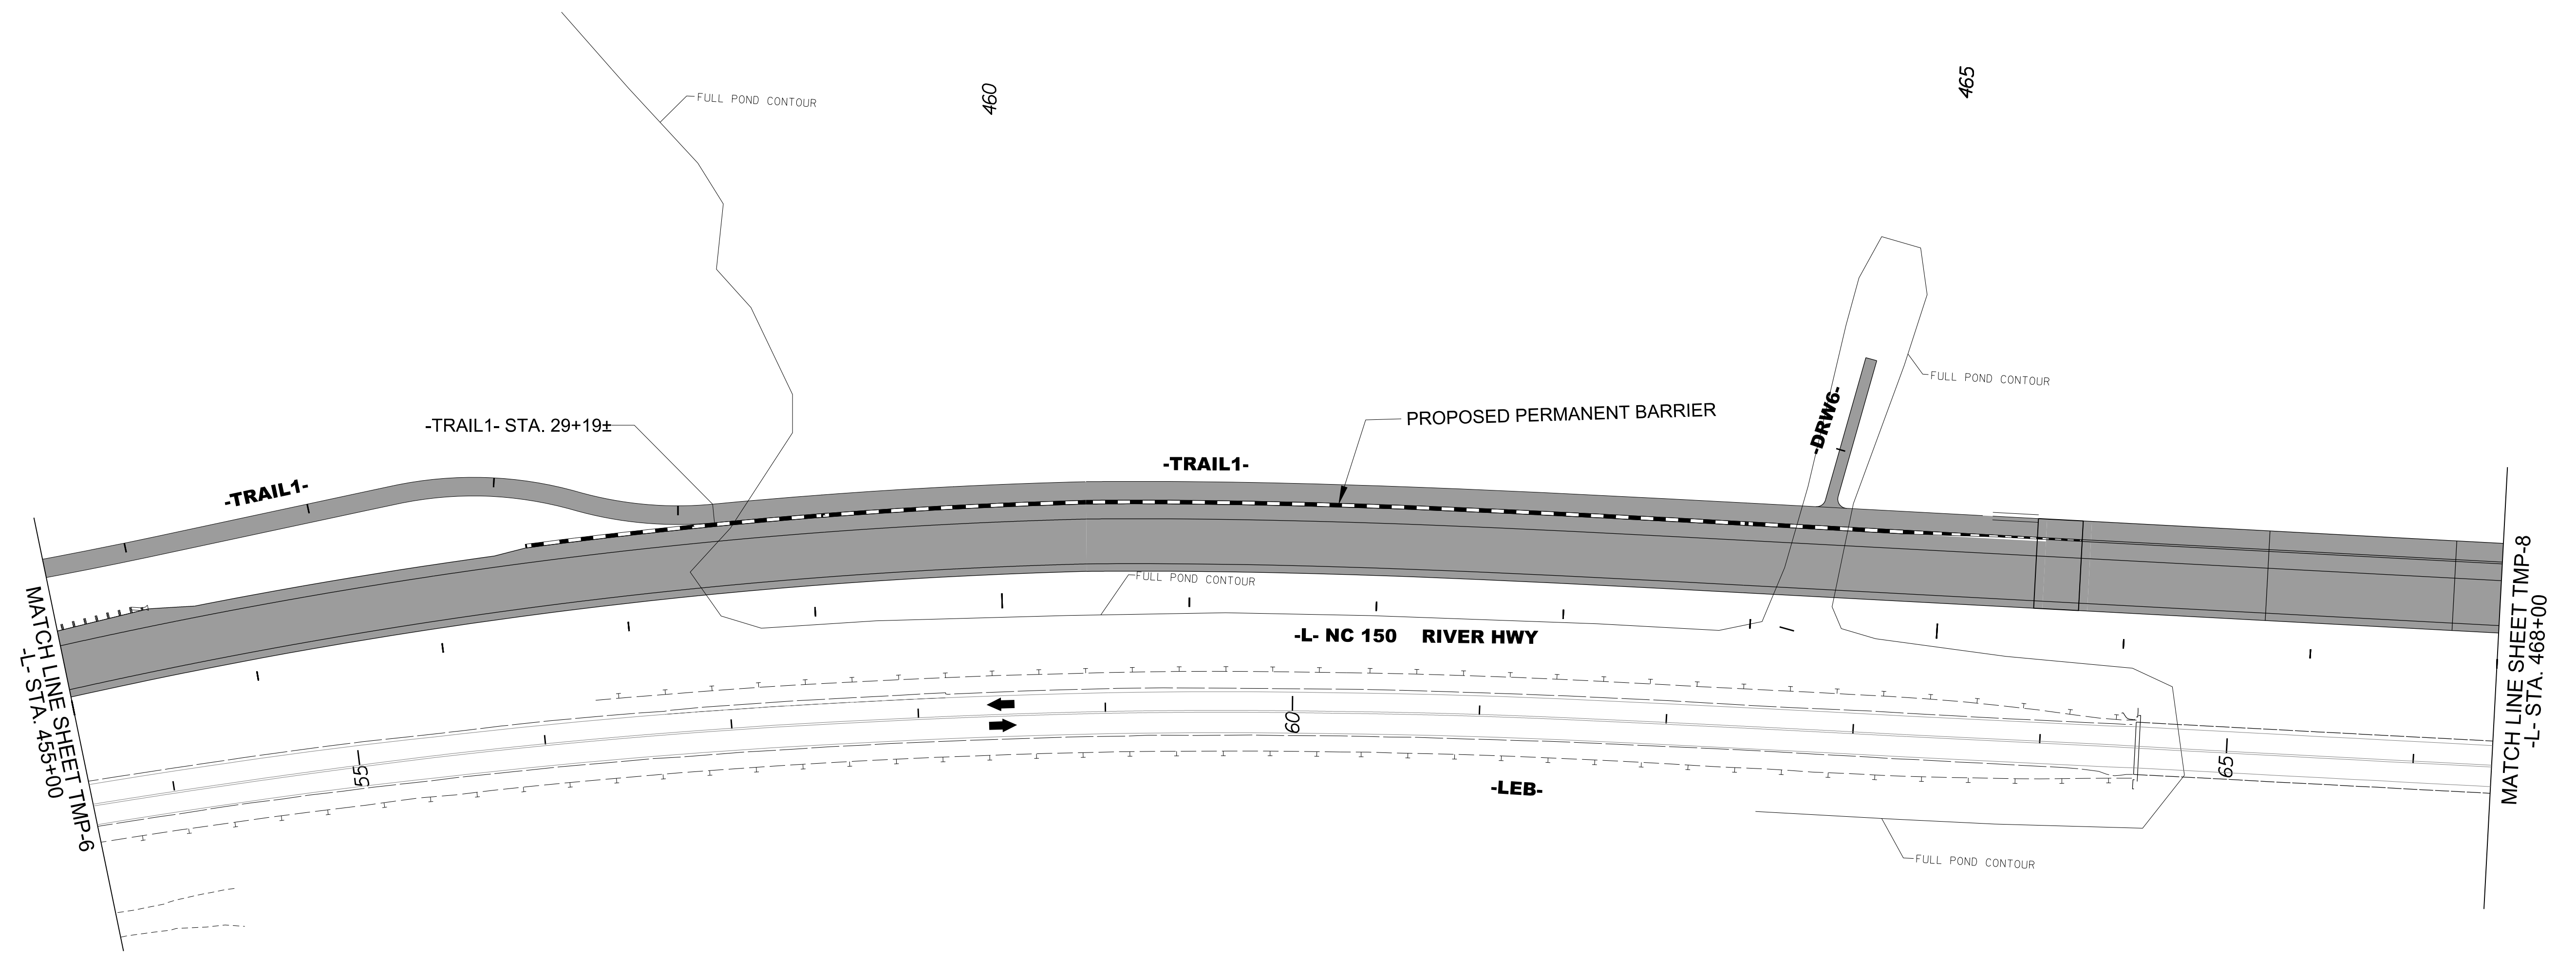 460
465
FULL POND CONTOUR
FULL POND CONTOUR
-TRAIL1- STA. 29+19±
PROPOSED PERMANENT BARRIER
-DRW6-
-TRAIL1-
-TRAIL1-
FULL POND CONTOUR
-L- NC 150 RIVER HWY
MATCH LINE SHEET TMP-6
-L- STA. 455+00
MATCH LINE SHEET TMP-8
-L- STA. 468+00
55
60
65
-LEB-
FULL POND CONTOUR